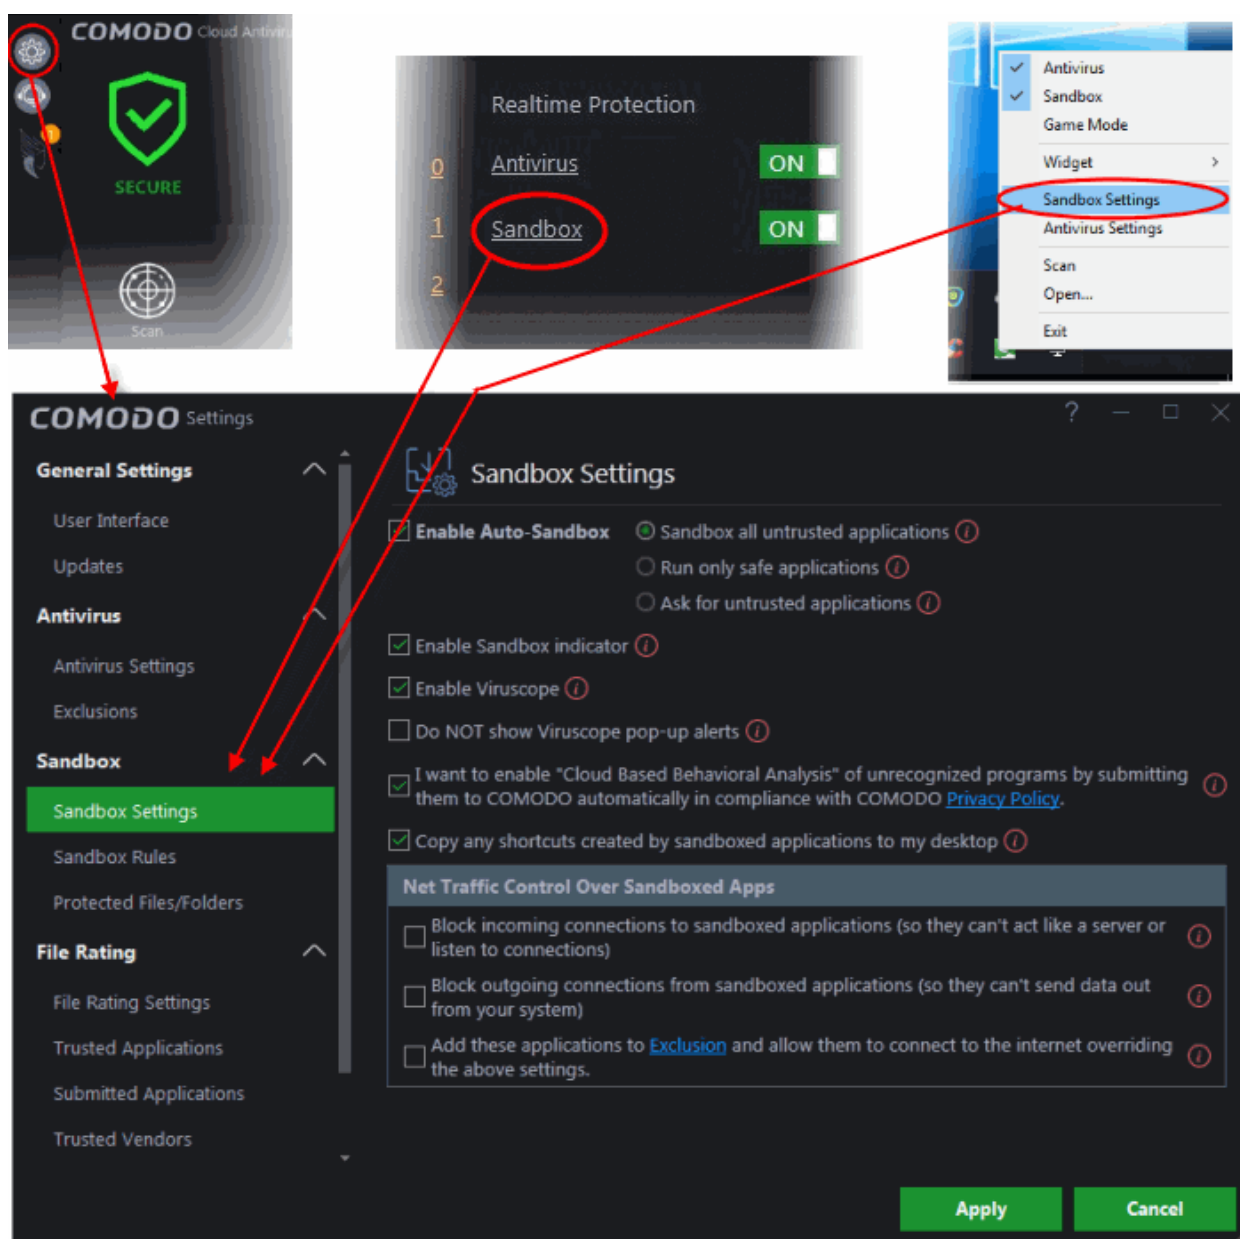 COMODO Cloud Antivir
1
SECURE
Scan
Realtime Protection
0 Antivirus ON
1 Sandbox ON
2
Antivirus
Sandbox
Game Mode
Widget
Sandbox Settings
Antivirus Settings
Scan
Open...
Exit
COMODO Settings
General Settings
User Interface
Updates
Antivirus
Antivirus Settings
Exclusions
Sandbox
Sandbox Settings
Sandbox Rules
Protected Files/Folders
File Rating
File Rating Settings
Trusted Applications
Submitted Applications
Trusted Vendors
Sandbox Settings
Enable Auto-Sandbox Sandbox all untrusted applications
Run only safe applications
Ask for untrusted applications
Enable Sandbox indicator
Enable Viruscope
Do NOT show Viruscope pop-up alerts
I want to enable "Cloud Based Behavioral Analysis" of unrecognized programs by submitting
them to COMODO automatically in compliance with COMODO Privacy Policy.
Copy any shortcuts created by sandboxed applications to my desktop
Net Traffic Control Over Sandboxed Apps
Block incoming connections to sandboxed applications (so they can't act like a server or
listen to connections)
Block outgoing connections from sandboxed applications (so they can't send data out
from your system)
Add these applications to Exclusion and allow them to connect to the internet overriding
the above settings.
Apply Cancel